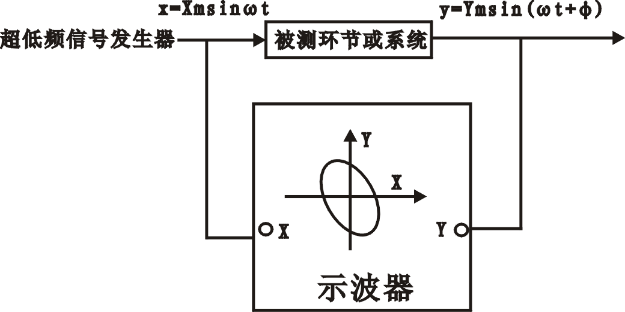 x=Xmsinωt
y=Ymsin(ωt+ϕ)
超低频信号发生器
被测环节或系统
Y
X
X
Y
示波器